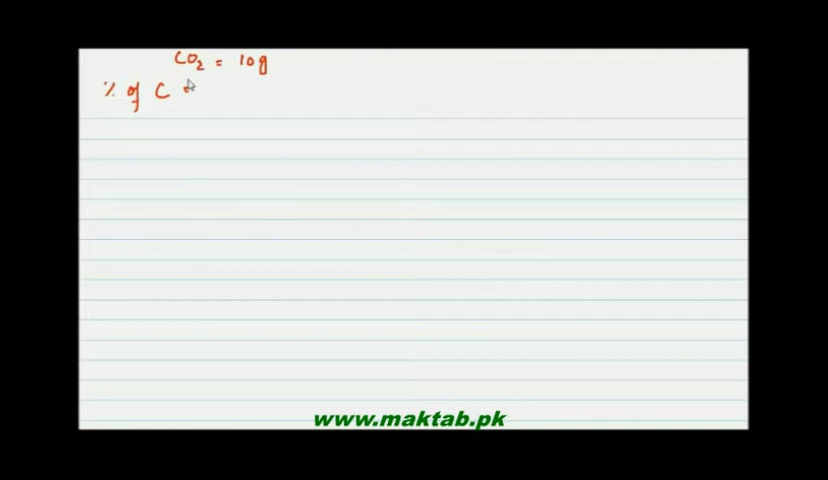 CO₂ = 10g
% of C =
www.maktab.pk